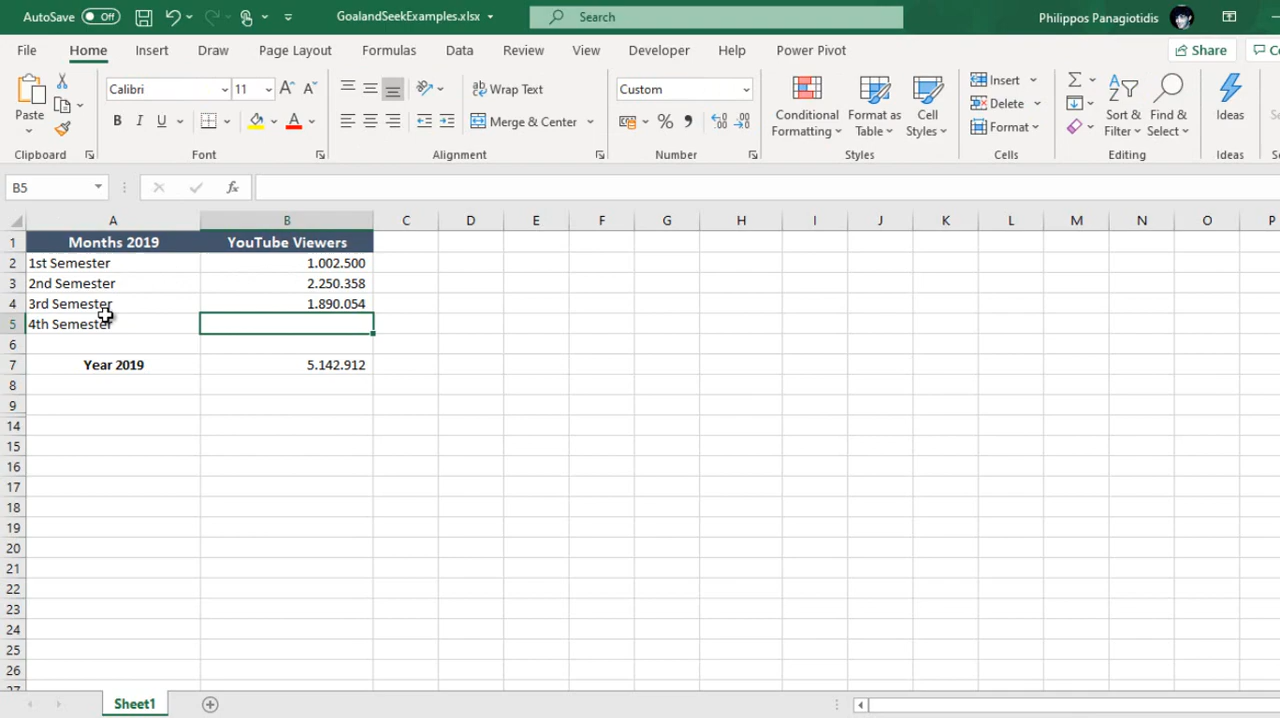 AutoSave Off GoalandSeekExamples.xlsx Search Philippos Panagiotidis
File Home Insert Draw Page Layout Formulas Data Review View Developer Help Power Pivot Share
Calibri 11 Wrap Text Custom Insert
Paste Merge & Center Conditional Formatting Format as Table Cell Styles Delete Format Sort & Filter Find & Select Ideas
B I U A % fx
Clipboard Font Alignment Number Styles Cells Editing Ideas
B5 fx
A B C D E F G H I J K L M N O P
1 Months 2019 YouTube Viewers
2 1st Semester 1.002.500
3 2nd Semester 2.250.358
4 3rd Semester 1.890.054
5 4th Semester
6
7 Year 2019 5.142.912
8
9
14
15
16
17
18
19
20
21
22
23
24
25
26
27
Sheet1